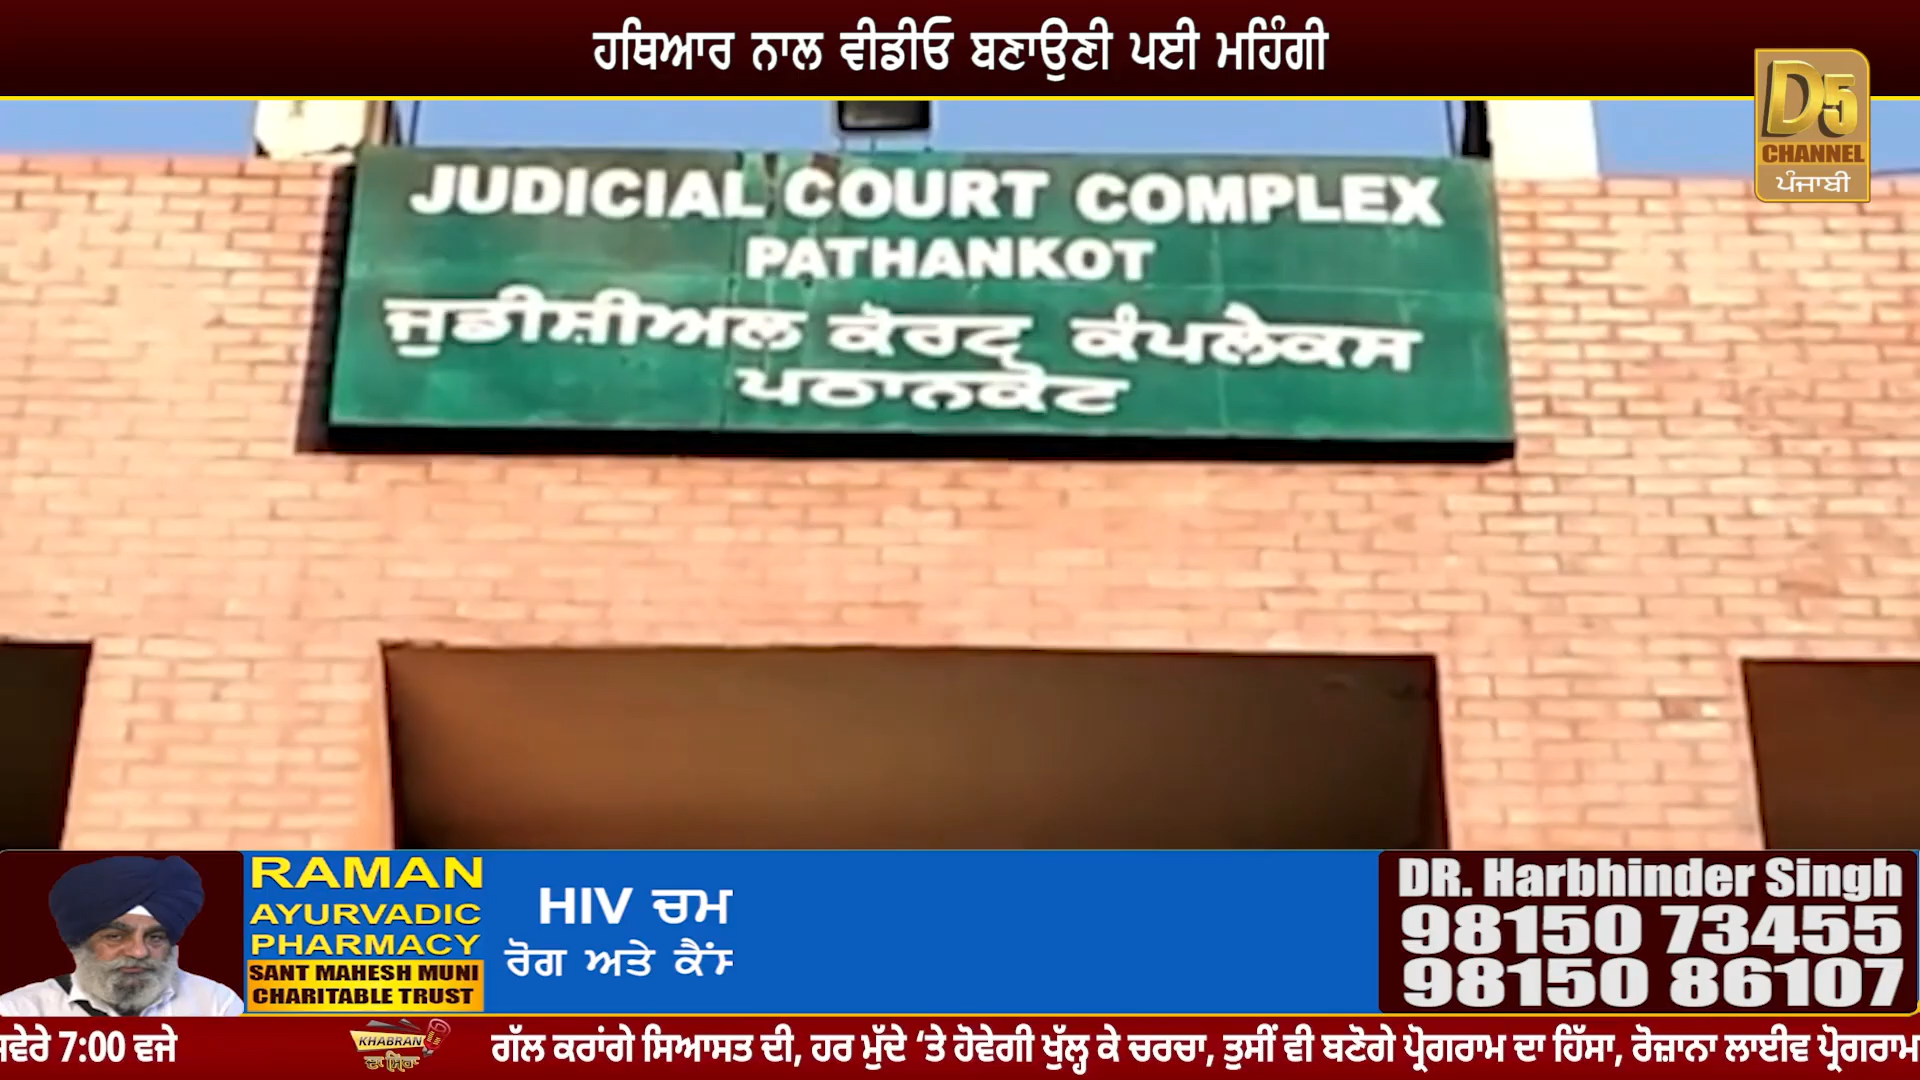 ਹਥਿਆਰ ਨਾਲ ਵੀਡੀਓ ਬਣਾਉਣੀ ਪਈ ਮਹਿੰਗੀ
D5
CHANNEL
ਪੰਜਾਬੀ
JUDICIAL COURT COMPLEX
PATHANKOT
ਜੁਡੀਸ਼ੀਅਲ ਕੋਰਟ੍ ਕੰਪਲੈਕਸ
ਪਠਾਨਕੋਟ
RAMAN
AYURVADIC
PHARMACY
SANT MAHESH MUNI
CHARITABLE TRUST
HIV ਚਮ
ਰੋਗ ਅਤੇ
DR. Harbhinder Singh
98150 73455
98150 86107
7:00 ਵਜੇ
KHABRAN
ਦਾ ਸਿੱਧਾ
ਗੱਲ ਕਰਾਂਗੇ ਸਿਆਸਤ ਦੀ, ਹਰ ਮੁੱਦੇ ‘ਤੇ ਹੋਵੇਗੀ ਖੁੱਲ੍ਹ ਕੇ ਚਰਚਾ, ਤੁਸੀਂ ਵੀ ਬਣੋਗੇ ਪ੍ਰੋਗਰਾਮ ਦਾ ਹਿੱਸਾ, ਰੋਜ਼ਾਨਾ ਲਾਈਵ ਪ੍ਰੋਗਰਾਮ